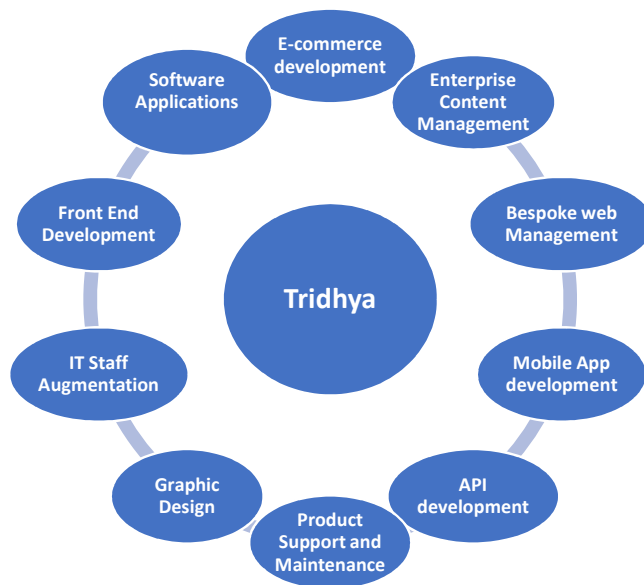 E-commerce
development
Enterprise
Content
Management
Bespoke web
Management
Mobile App
development
API
development
Product
Support and
Maintenance
Graphic
Design
IT Staff
Augmentation
Front End
Development
Software
Applications
Tridhya